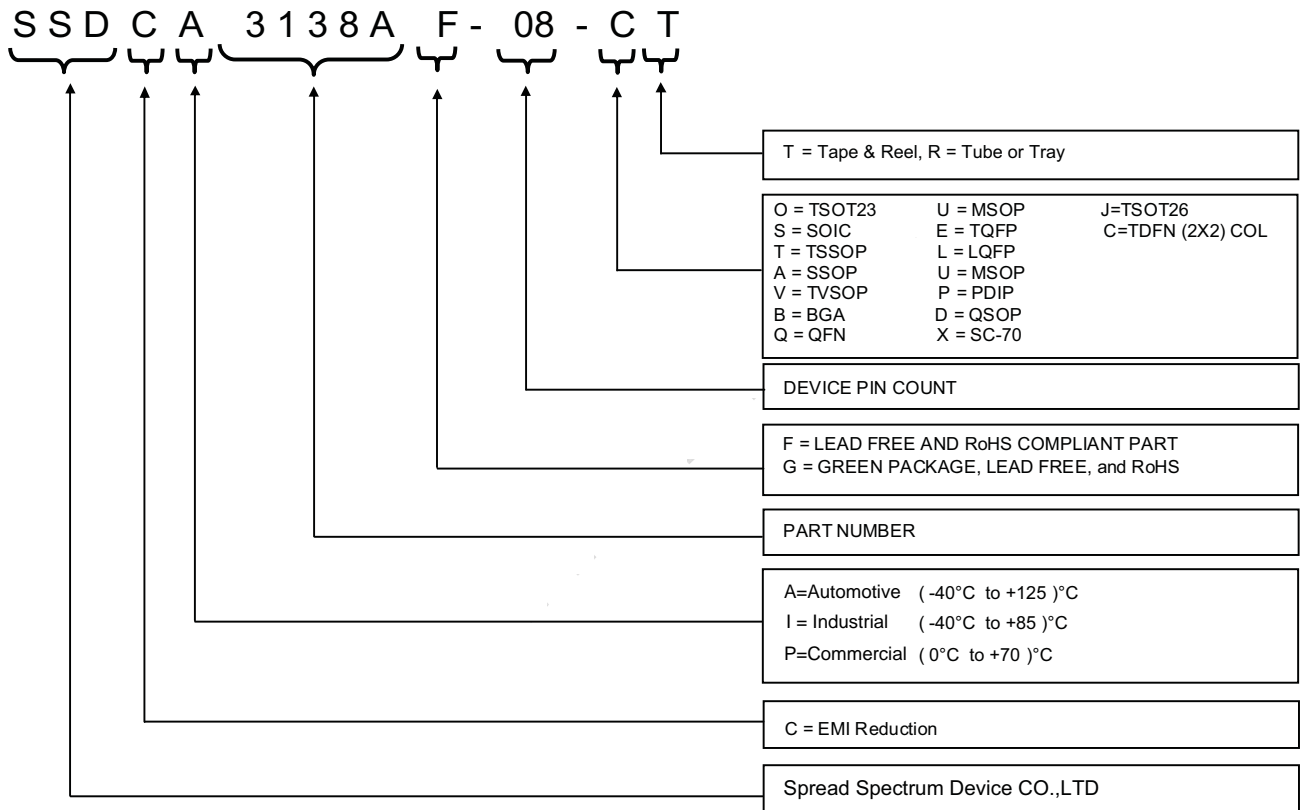 S S D C A 3 1 3 8 A F - 08 - C T
T = Tape & Reel, R = Tube or Tray
O = TSOT23 U = MSOP J=TSOT26
S = SOIC E = TQFP C=TDFN (2X2) COL
T = TSSOP L = LQFP
A = SSOP U = MSOP
V = TVSOP P = PDIP
B = BGA D = QSOP
Q = QFN X = SC-70
DEVICE PIN COUNT
F = LEAD FREE AND RoHS COMPLIANT PART
G = GREEN PACKAGE, LEAD FREE, and RoHS
PART NUMBER
A=Automotive ( -40°C to +125 )°C
I = Industrial ( -40°C to +85 )°C
P=Commercial ( 0°C to +70 )°C
C = EMI Reduction
Spread Spectrum Device CO.,LTD